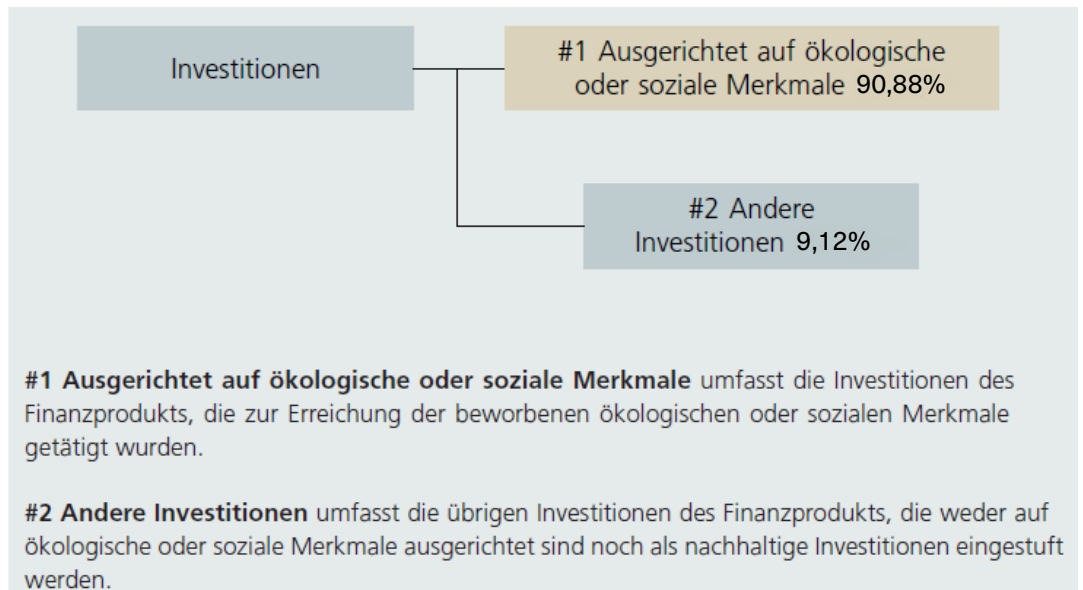 Investitionen
#1 Ausgerichtet auf ökologische
oder soziale Merkmale 90,88%
#2 Andere
Investitionen 9,12%
#1 Ausgerichtet auf ökologische oder soziale Merkmale umfasst die Investitionen des
Finanzprodukts, die zur Erreichung der beworbenen ökologischen oder sozialen Merkmale
getätigt wurden.
#2 Andere Investitionen umfasst die übrigen Investitionen des Finanzprodukts, die weder auf
ökologische oder soziale Merkmale ausgerichtet sind noch als nachhaltige Investitionen eingestuft
werden.